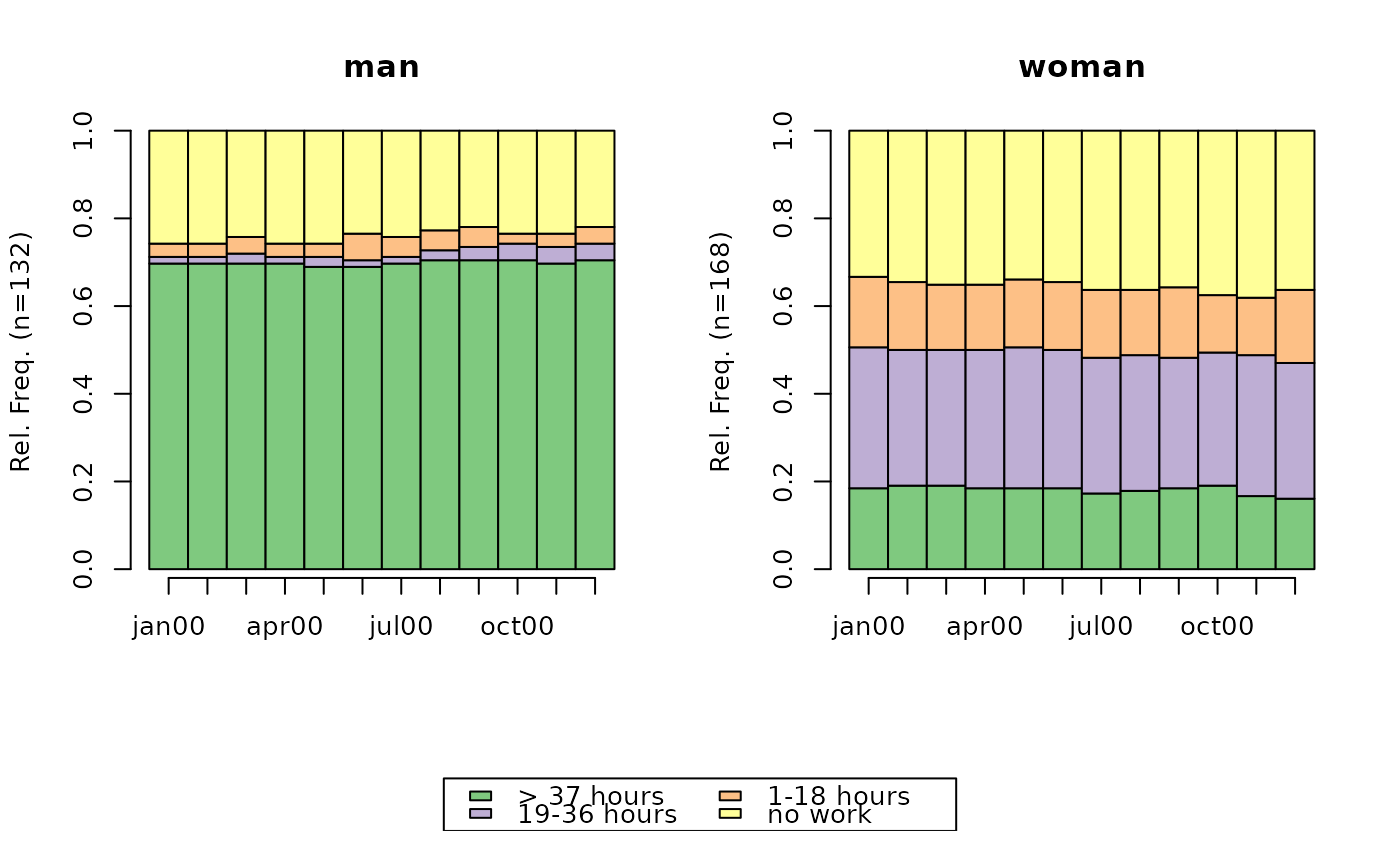 man
woman
Rel. Freq. (n=132)
0.0 0.2 0.4 0.6 0.8 1.0
jan00 apr00 jul00 oct00
Rel. Freq. (n=168)
0.0 0.2 0.4 0.6 0.8 1.0
jan00 apr00 jul00 oct00
> 37 hours
19-36 hours
1-18 hours
no work